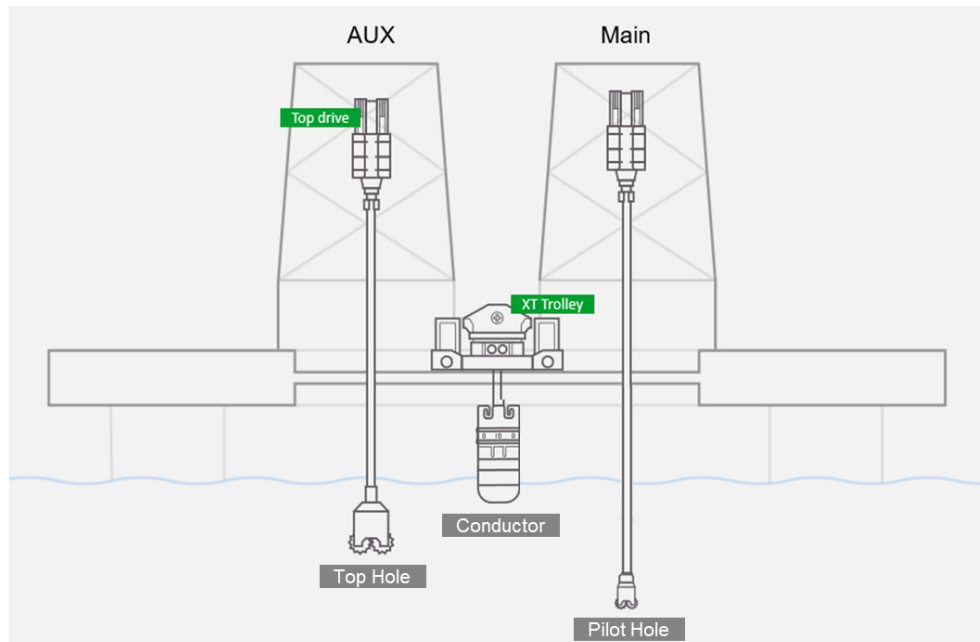 AUX
Main
Top drive
XT Trolley
Conductor
Top Hole
Pilot Hole